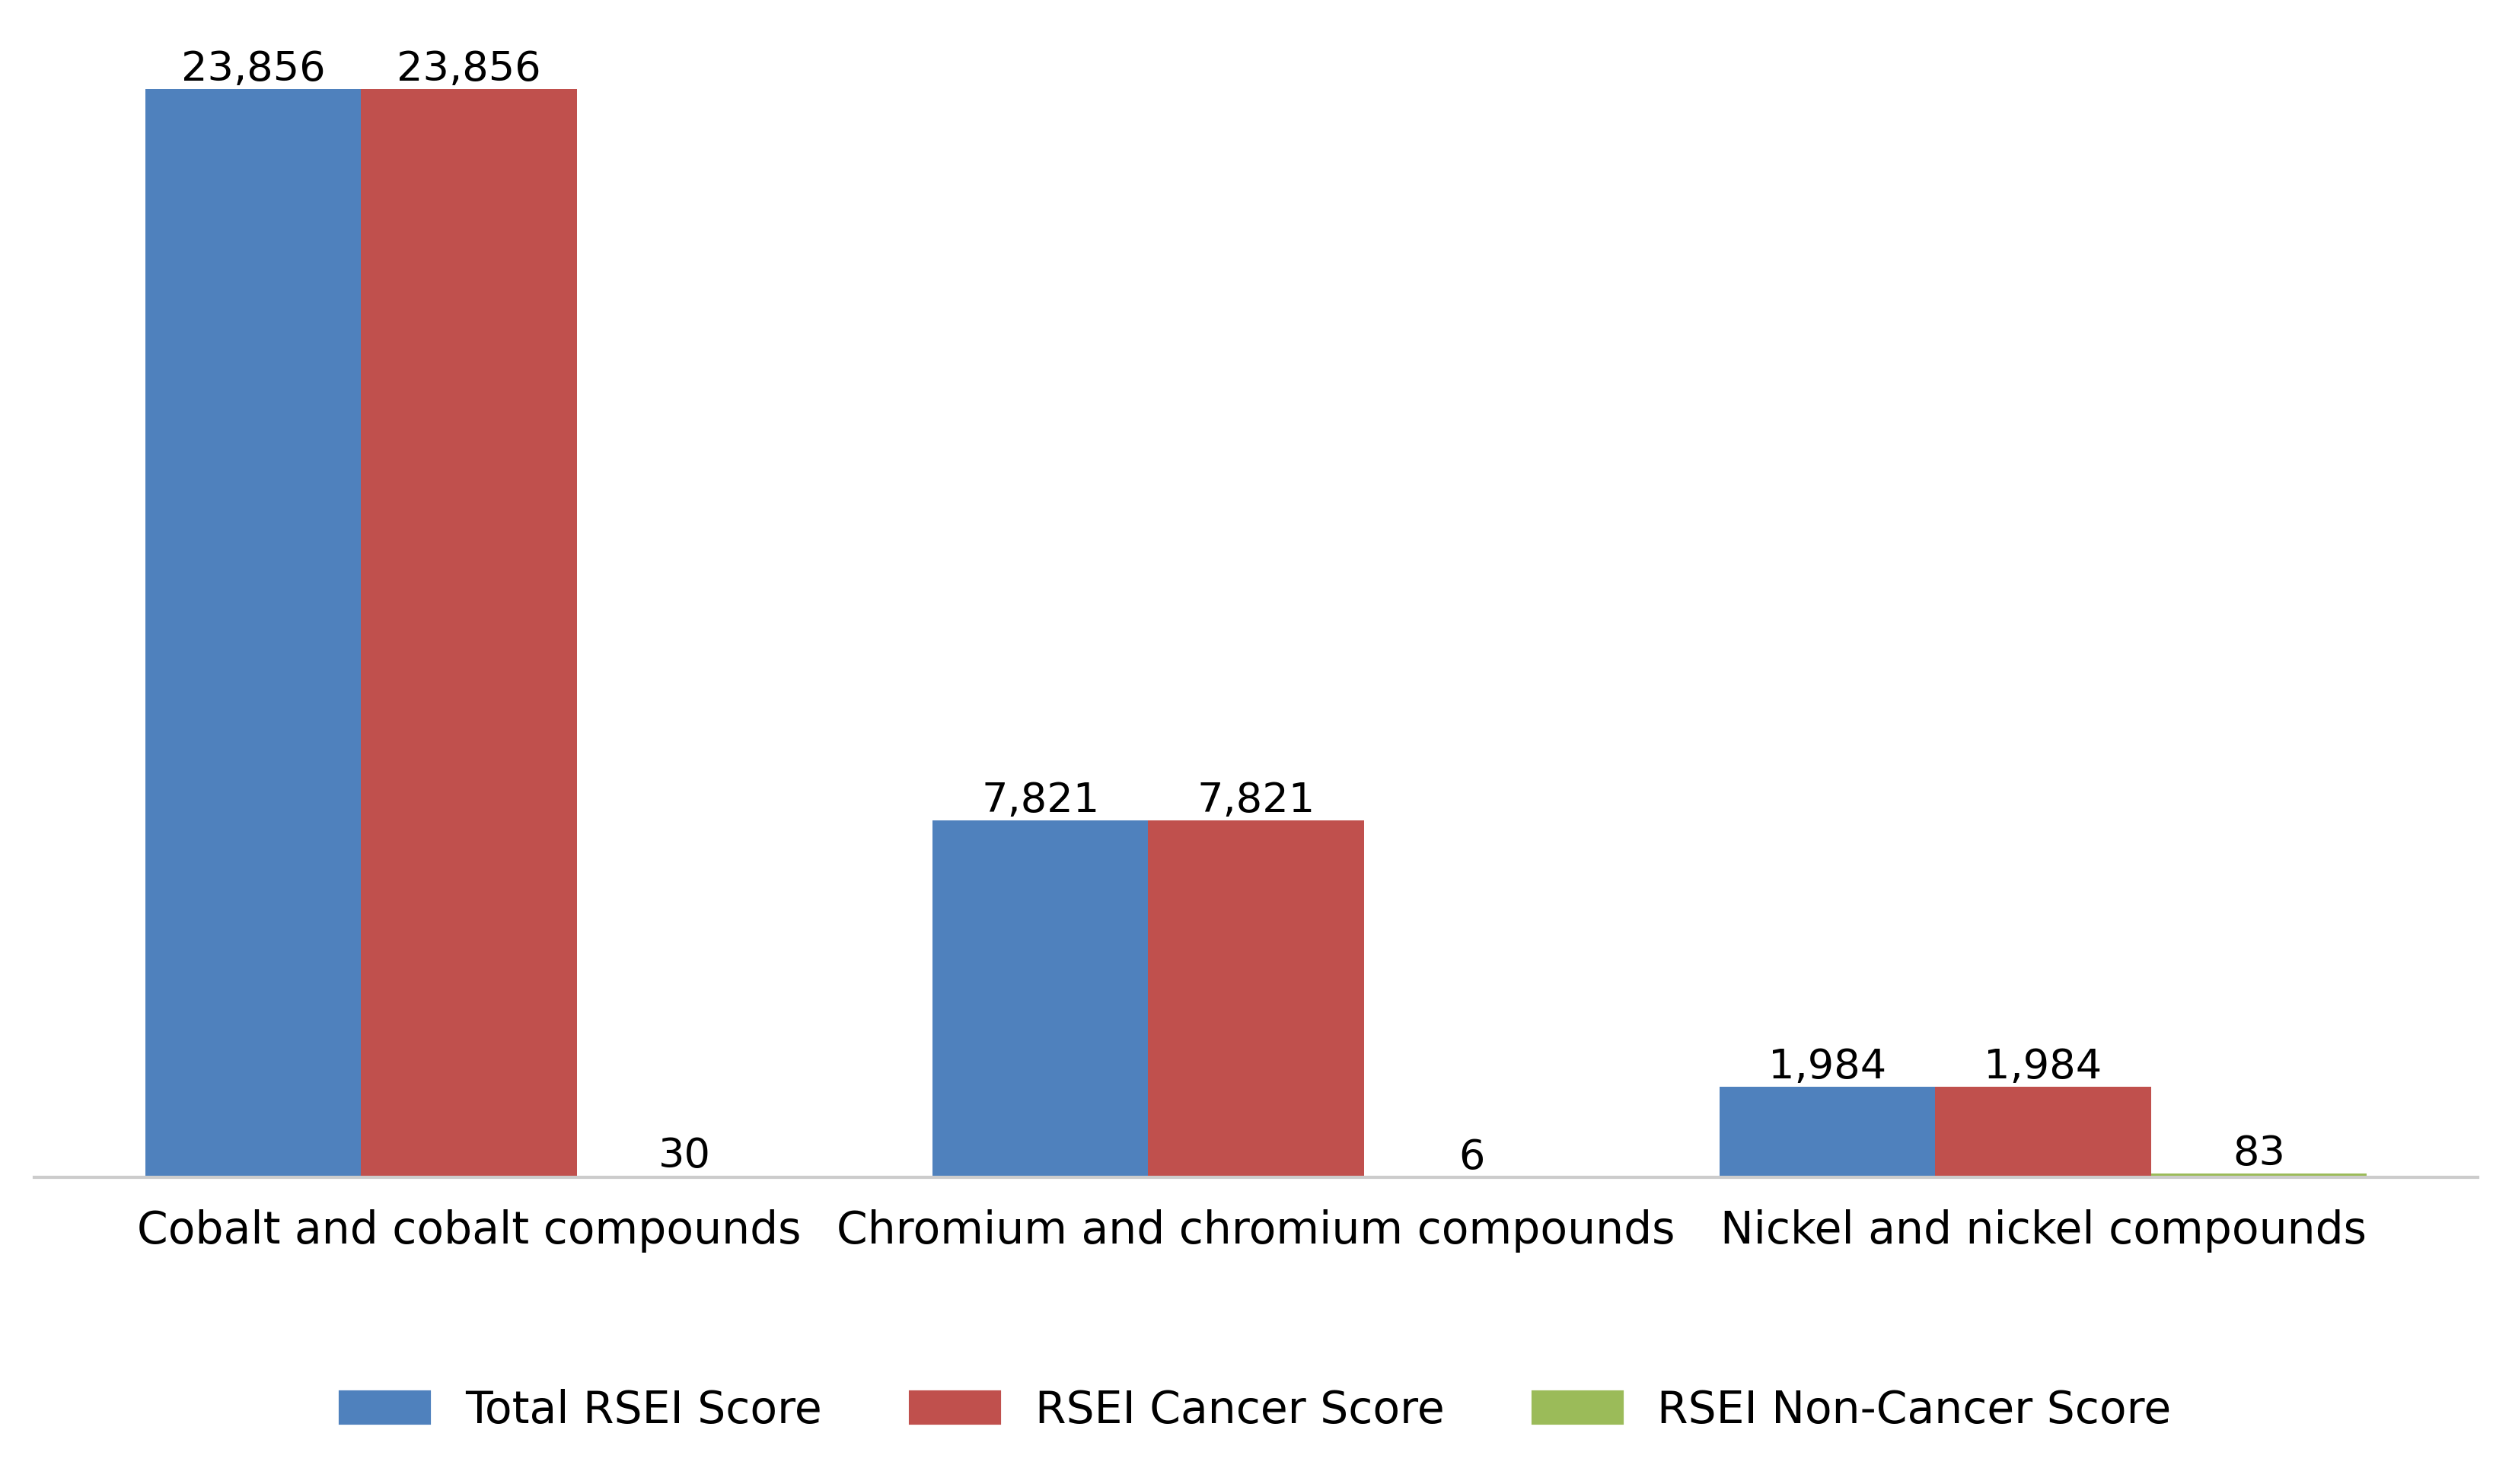 23,856 23,856
7,821 7,821
1,984 1,984
30 6 83
Cobalt and cobalt compounds Chromium and chromium compounds Nickel and nickel compounds
Total RSEI Score RSEI Cancer Score RSEI Non-Cancer Score